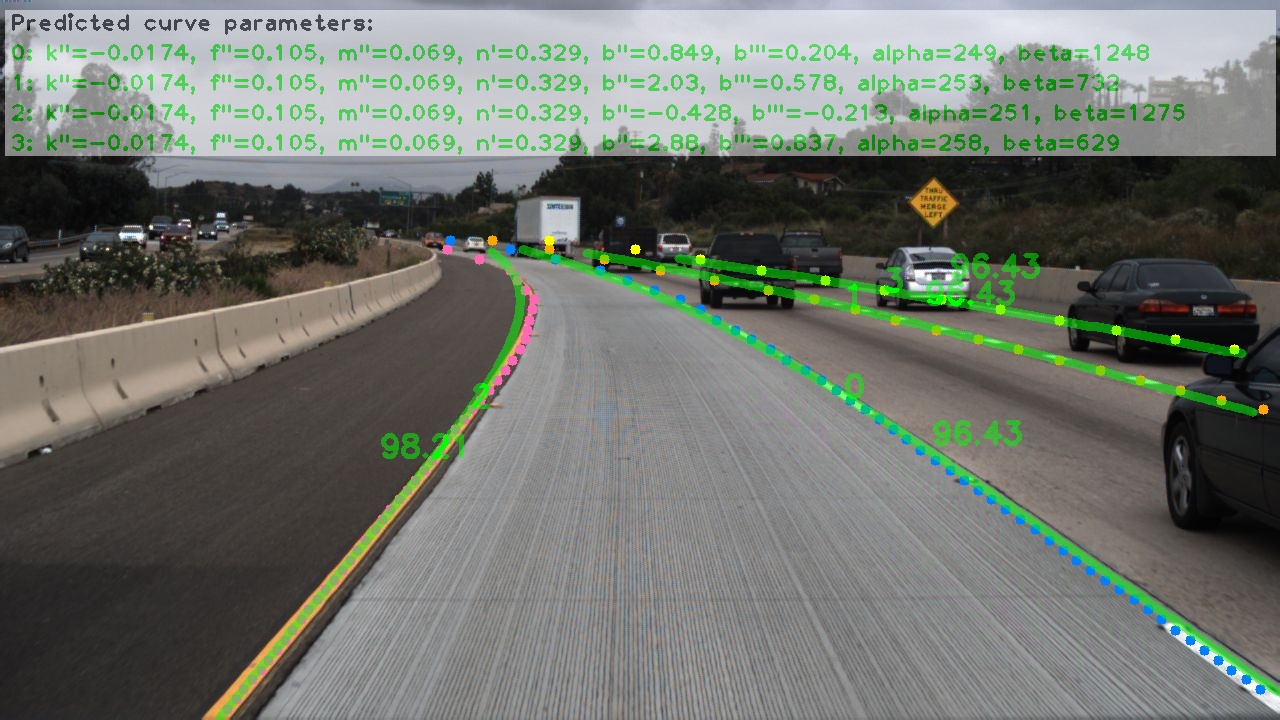 Predicted curve parameters:
0: k''=-0.0174, f''=0.105, m''=0.069, n'=0.329, b''=0.849, b'''=0.204, alpha=249, beta=1248
1: k''=-0.0174, f''=0.105, m''=0.069, n'=0.329, b''=2.03, b'''=0.578, alpha=253, beta=732
2: k''=-0.0174, f''=0.105, m''=0.069, n'=0.329, b''=-0.428, b'''=-0.213, alpha=251, beta=1275
3: k''=-0.0174, f''=0.105, m''=0.069, n'=0.329, b''=2.88, b'''=0.837, alpha=258, beta=629
THRU
TRAFFIC
MERGE
LEFT
96.43
3
96.43
1
2
0
98.21
96.43